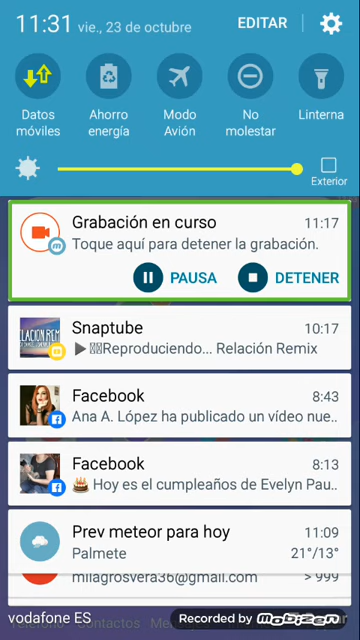 11:31 vie., 23 de octubre EDITAR
Datos móviles
Ahorro energía
Modo Avión
No molestar
Linterna
Exterior
Grabación en curso 11:17
Toque aquí para detener la grabación.
PAUSA DETENER
Snaptube 10:17
Reproduciendo... Relación Remix
Facebook 8:43
Ana A. López ha publicado un vídeo nue..
Facebook 8:13
Hoy es el cumpleaños de Evelyn Pau..
Prev meteor para hoy 11:09
Palmete 21°/13°
milagrosvera36@gmail.com > 999
vodafone ES
Recorded by Mobizen